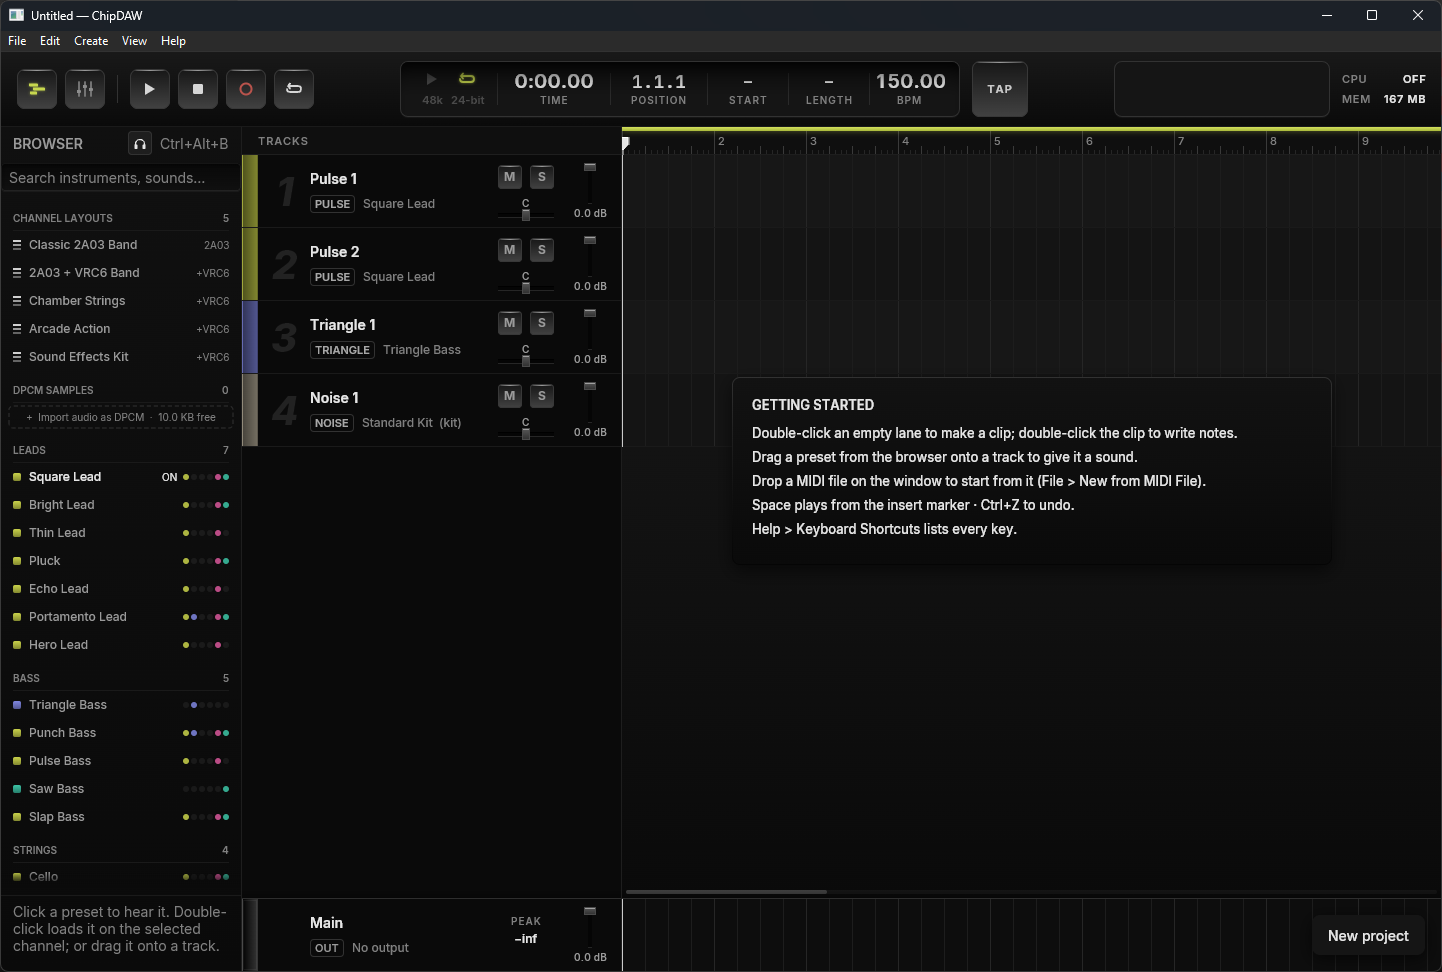 Untitled — ChipDAW
File Edit Create View Help
48k 24-bit
0:00.00
TIME
1.1.1
POSITION
–
START
–
LENGTH
150.00
BPM
TAP
CPU OFF
MEM 167 MB
BROWSER Ctrl+Alt+B
Search instruments, sounds...
CHANNEL LAYOUTS 5
Classic 2A03 Band 2A03
2A03 + VRC6 Band +VRC6
Chamber Strings +VRC6
Arcade Action +VRC6
Sound Effects Kit +VRC6
DPCM SAMPLES 0
+ Import audio as DPCM · 10.0 KB free
LEADS 7
Square Lead ON
Bright Lead
Thin Lead
Pluck
Echo Lead
Portamento Lead
Hero Lead
BASS 5
Triangle Bass
Punch Bass
Pulse Bass
Saw Bass
Slap Bass
STRINGS 4
Cello
Click a preset to hear it. Double-
click loads it on the selected
channel; or drag it onto a track.
TRACKS
1 Pulse 1 M S
PULSE Square Lead C 0.0 dB
2 Pulse 2 M S
PULSE Square Lead C 0.0 dB
3 Triangle 1 M S
TRIANGLE Triangle Bass C 0.0 dB
4 Noise 1 M S
NOISE Standard Kit (kit) C 0.0 dB
Main PEAK
–inf
OUT No output 0.0 dB
2 3 4 5 6 7 8 9
GETTING STARTED
Double-click an empty lane to make a clip; double-click the clip to write notes.
Drag a preset from the browser onto a track to give it a sound.
Drop a MIDI file on the window to start from it (File > New from MIDI File).
Space plays from the insert marker · Ctrl+Z to undo.
Help > Keyboard Shortcuts lists every key.
New project